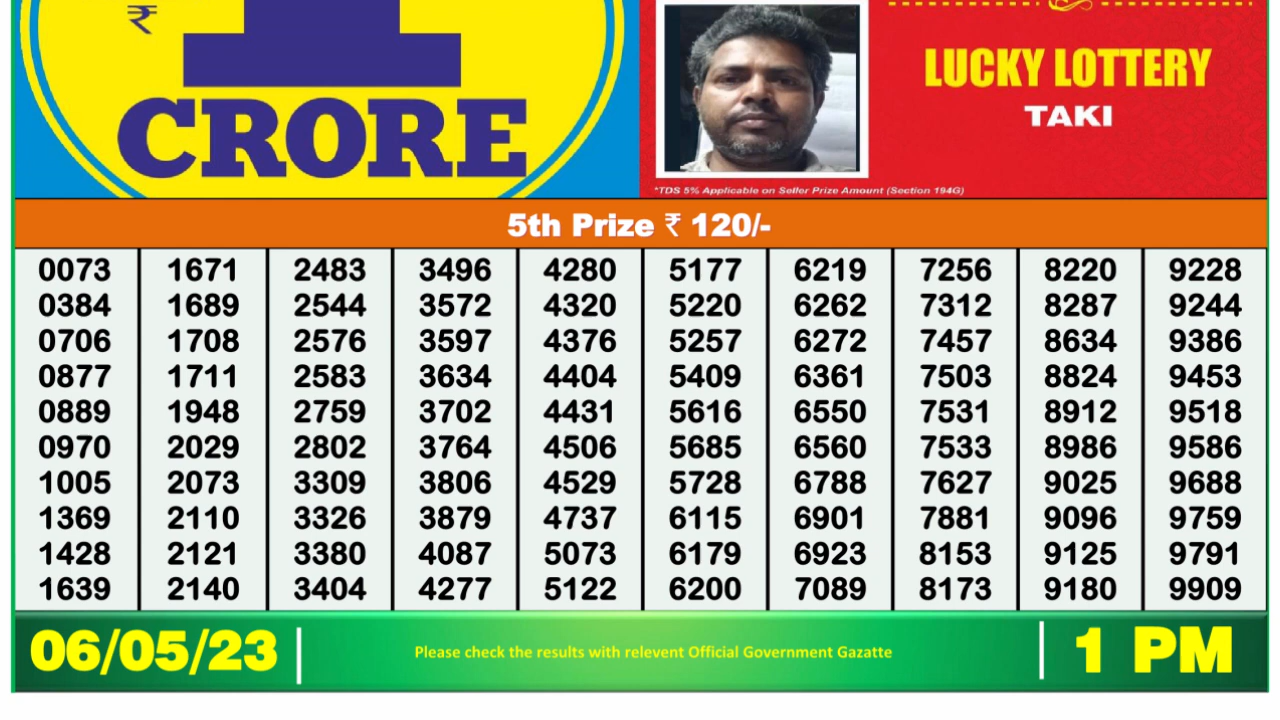 ₹
1
CRORE
LUCKY LOTTERY
TAKI
*TDS 5% Applicable on Seller Prize Amount (Section 194G)
5th Prize ₹ 120/-
0073 1671 2483 3496 4280 5177 6219 7256 8220 9228
0384 1689 2544 3572 4320 5220 6262 7312 8287 9244
0706 1708 2576 3597 4376 5257 6272 7457 8634 9386
0877 1711 2583 3634 4404 5409 6361 7503 8824 9453
0889 1948 2759 3702 4431 5616 6550 7531 8912 9518
0970 2029 2802 3764 4506 5685 6560 7533 8986 9586
1005 2073 3309 3806 4529 5728 6788 7627 9025 9688
1369 2110 3326 3879 4737 6115 6901 7881 9096 9759
1428 2121 3380 4087 5073 6179 6923 8153 9125 9791
1639 2140 3404 4277 5122 6200 7089 8173 9180 9909
06/05/23
Please check the results with relevent Official Government Gazatte
1 PM